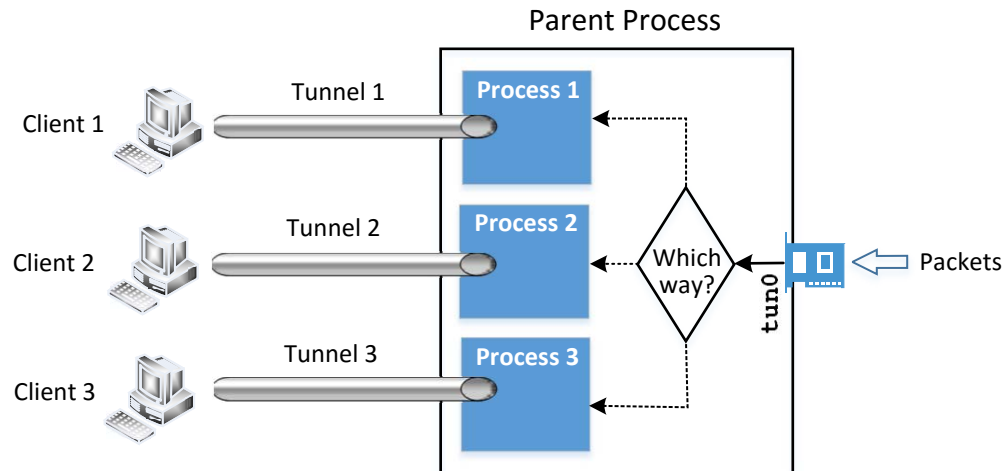 Parent Process
Client 1
Tunnel 1
Process 1
Client 2
Tunnel 2
Process 2
Which
way?
tun0
Packets
Client 3
Tunnel 3
Process 3